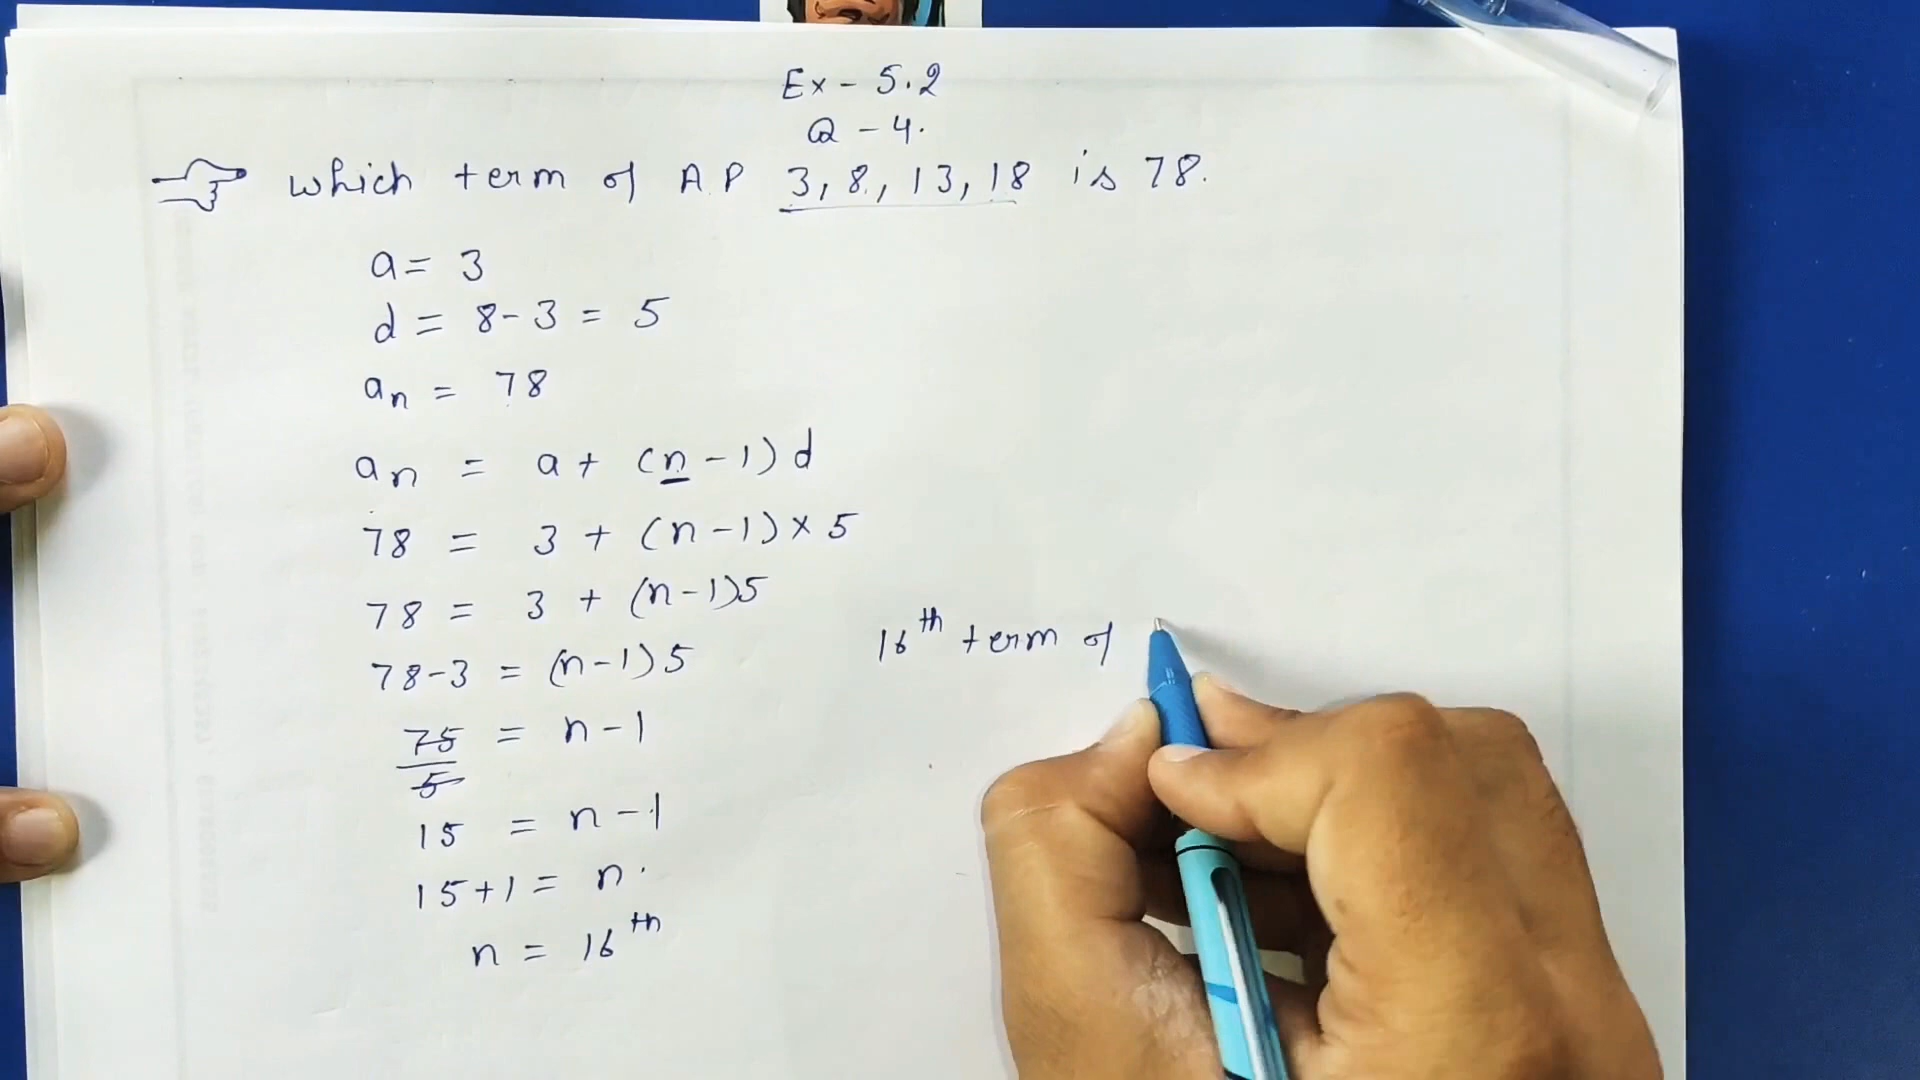 Ex - 5.2
Q - 4.
which term of A.P 3, 8, 13, 18 is 78.
a = 3
d = 8 - 3 = 5
an = 78
an = a + (n - 1) d
78 = 3 + (n - 1) × 5
78 = 3 + (n - 1)5
78 - 3 = (n - 1) 5
75/5 = n - 1
15 = n - 1
15 + 1 = n.
n = 16th
16th term of